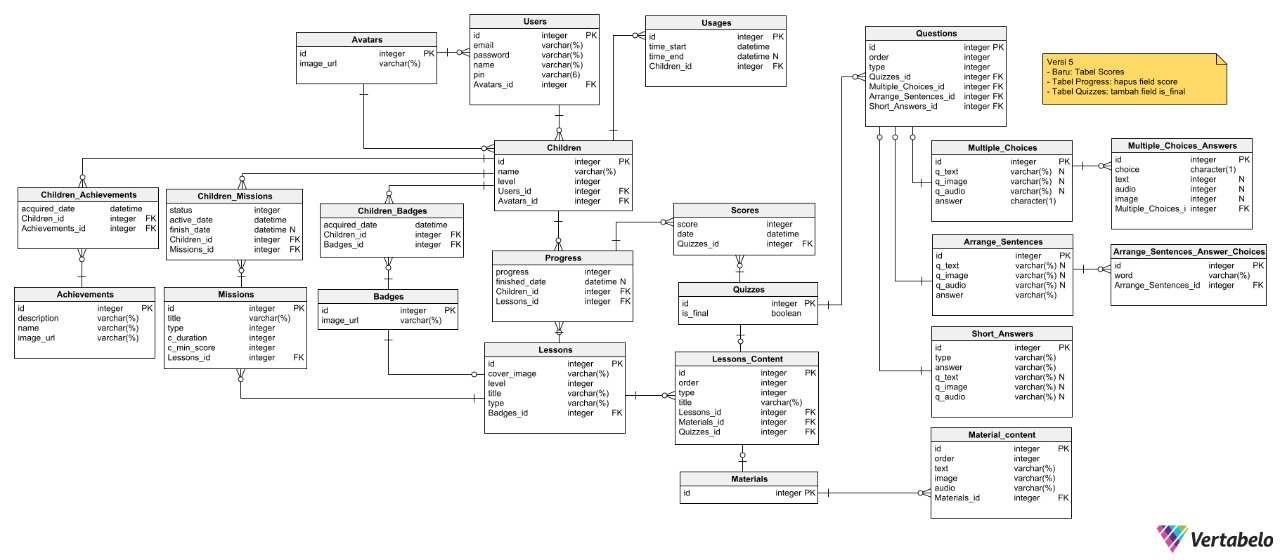 Avatars
id integer PK
image_url varchar(%)
Users
id integer PK
email varchar(%)
password varchar(%)
name varchar(%)
pin varchar(6)
Avatars_id integer FK
Usages
id integer PK
time_start datetime
time_end datetime N
Children_id integer FK
Questions
id integer PK
order integer
type integer
Quizzes_id integer FK
Multiple_Choices_id integer FK
Arrange_Sentences_id integer FK
Short_Answers_id integer FK
Versi 5
- Baru: Tabel Scores
- Tabel Progress: hapus field score
- Tabel Quizzes: tambah field is_final
Children
id integer PK
name varchar(%)
level integer
Users_id integer FK
Avatars_id integer FK
Multiple_Choices
id integer PK
q_text varchar(%) N
q_image varchar(%) N
q_audio varchar(%) N
answer character(1)
Multiple_Choices_Answers
id integer PK
choice character(1)
text integer N
audio integer N
image integer N
Multiple_Choices_i integer FK
Children_Achievements
acquired_date datetime
Children_id integer FK
Achievements_id integer FK
Children_Missions
status integer
active_date datetime
finish_date datetime N
Children_id integer FK
Missions_id integer FK
Children_Badges
acquired_date datetime
Children_id integer FK
Badges_id integer FK
Scores
score integer
date datetime
Quizzes_id integer FK
Progress
progress integer
finished_date datetime N
Children_id integer FK
Lessons_id integer FK
Arrange_Sentences
id integer PK
q_text varchar(%) N
q_image varchar(%) N
q_audio varchar(%) N
answer varchar(%)
Arrange_Sentences_Answer_Choices
id integer PK
word varchar(%)
Arrange_Sentences_id integer FK
Achievements
id integer PK
description varchar(%)
name varchar(%)
image_url varchar(%)
Missions
id integer PK
title varchar(%)
type integer
c_duration integer
c_min_score integer
Lessons_id integer FK
Badges
id integer PK
image_url varchar(%)
Quizzes
id integer PK
is_final boolean
Lessons
id integer PK
cover_image varchar(%)
level integer
title varchar(%)
type varchar(%)
Badges_id integer FK
Lessons_Content
id integer PK
order integer
type integer
title varchar(%)
Lessons_id integer FK
Materials_id integer FK
Quizzes_id integer FK
Short_Answers
id integer PK
type varchar(%)
answer varchar(%)
q_text varchar(%) N
q_image varchar(%) N
q_audio varchar(%) N
Materials
id integer PK
Material_content
id integer PK
order integer
text varchar(%)
image varchar(%)
audio varchar(%)
Materials_id integer FK
Vertabelo